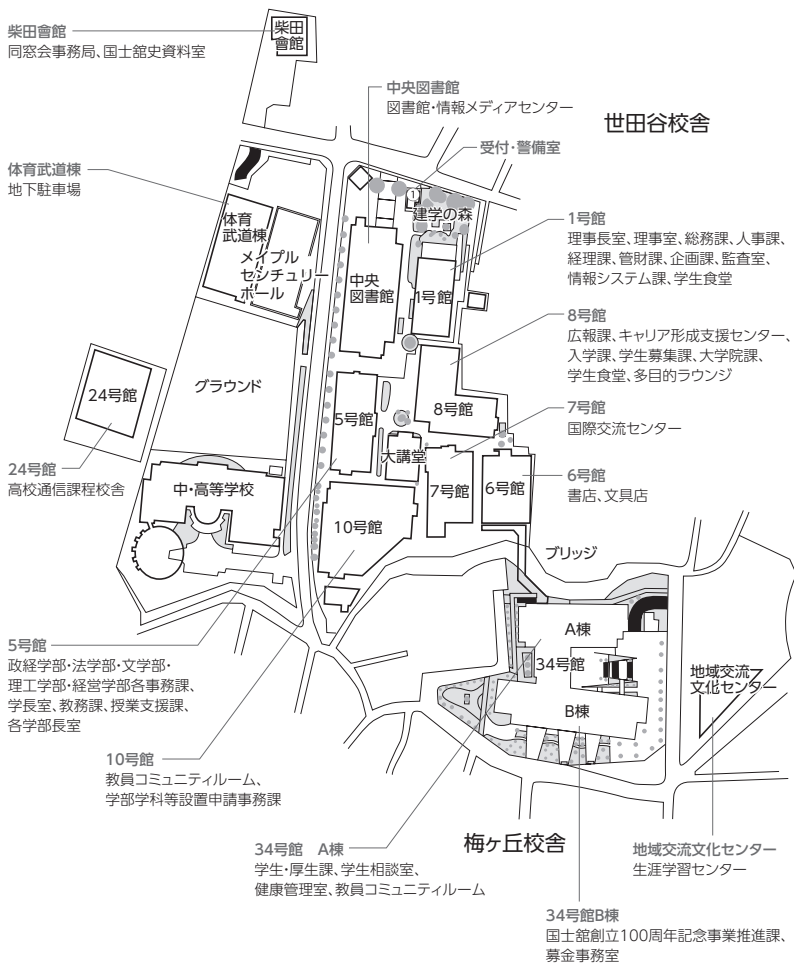 柴田會館
同窓会事務局、国士舘史資料室
柴田
會館
中央図書館
図書館・情報メディアセンター
世田谷校舎
受付・警備室
体育武道棟
地下駐車場
1
建学の森
体育
武道棟
メイプル
センチュリー
ホール
中央
図書館
1号館
1号館
理事長室、理事室、総務課、人事課、
経理課、管財課、企画課、監査室、
情報システム課、学生食堂
8号館
広報課、キャリア形成支援センター、
入学課、学生募集課、大学院課、
学生食堂、多目的ラウンジ
24号館
グラウンド
5号館
8号館
7号館
国際交流センター
大講堂
24号館
高校通信課程校舎
中・高等学校
7号館
6号館
6号館
書店、文具店
10号館
ブリッジ
A棟
34号館
B棟
地域交流
文化センター
5号館
政経学部・法学部・文学部・
理工学部・経営学部各事務課、
学長室、教務課、授業支援課、
各学部長室
10号館
教員コミュニティルーム、
学部学科等設置申請事務課
梅ヶ丘校舎
34号館　A棟
学生・厚生課、学生相談室、
健康管理室、教員コミュニティルーム
地域交流文化センター
生涯学習センター
34号館B棟
国士舘創立100周年記念事業推進課、
募金事務室